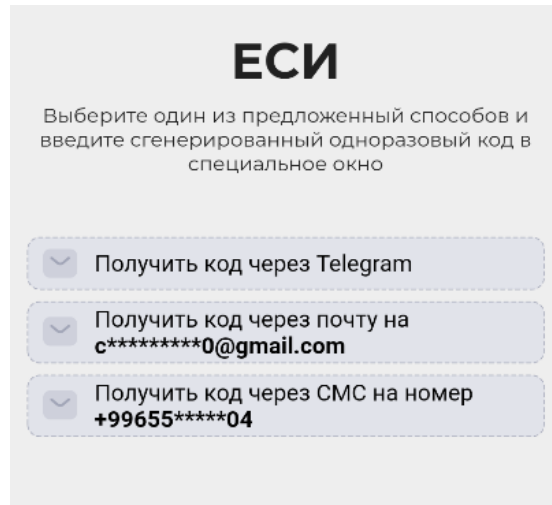 ЕСИ
Выберите один из предложенный способов и
введите сгенерированный одноразовый код в
специальное окно
Получить код через Telegram
Получить код через почту на
c*********0@gmail.com
Получить код через СМС на номер
+99655*****04